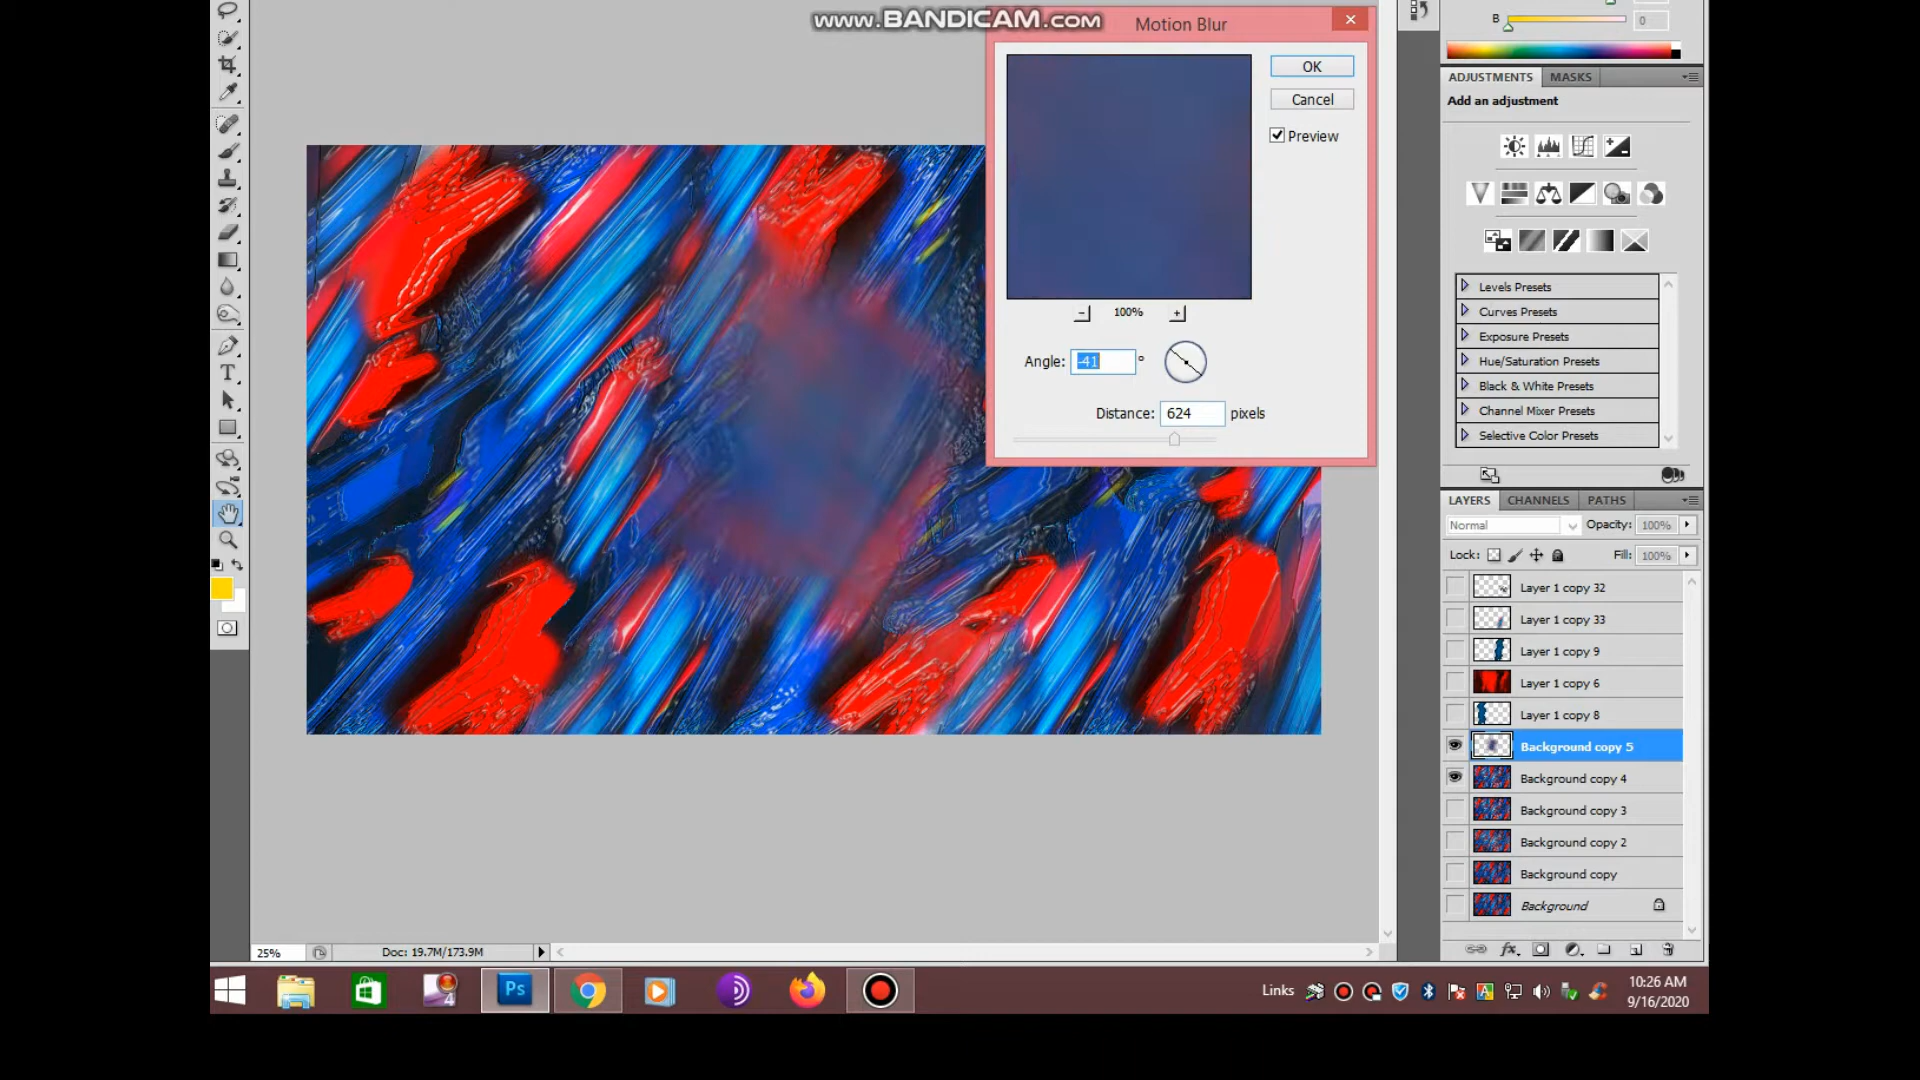 www.BANDICAM.com
Motion Blur
OK
Cancel
Preview
100%
Angle: -41 °
Distance: 624 pixels
B 0
ADJUSTMENTS MASKS
Add an adjustment
Levels Presets
Curves Presets
Exposure Presets
Hue/Saturation Presets
Black & White Presets
Channel Mixer Presets
Selective Color Presets
LAYERS CHANNELS PATHS
Normal Opacity: 100%
Lock: Fill: 100%
Layer 1 copy 32
Layer 1 copy 33
Layer 1 copy 9
Layer 1 copy 6
Layer 1 copy 8
Background copy 5
Background copy 4
Background copy 3
Background copy 2
Background copy
Background
25% Doc: 19.7M/173.9M
4 Ps Links A 10:26 AM
9/16/2020